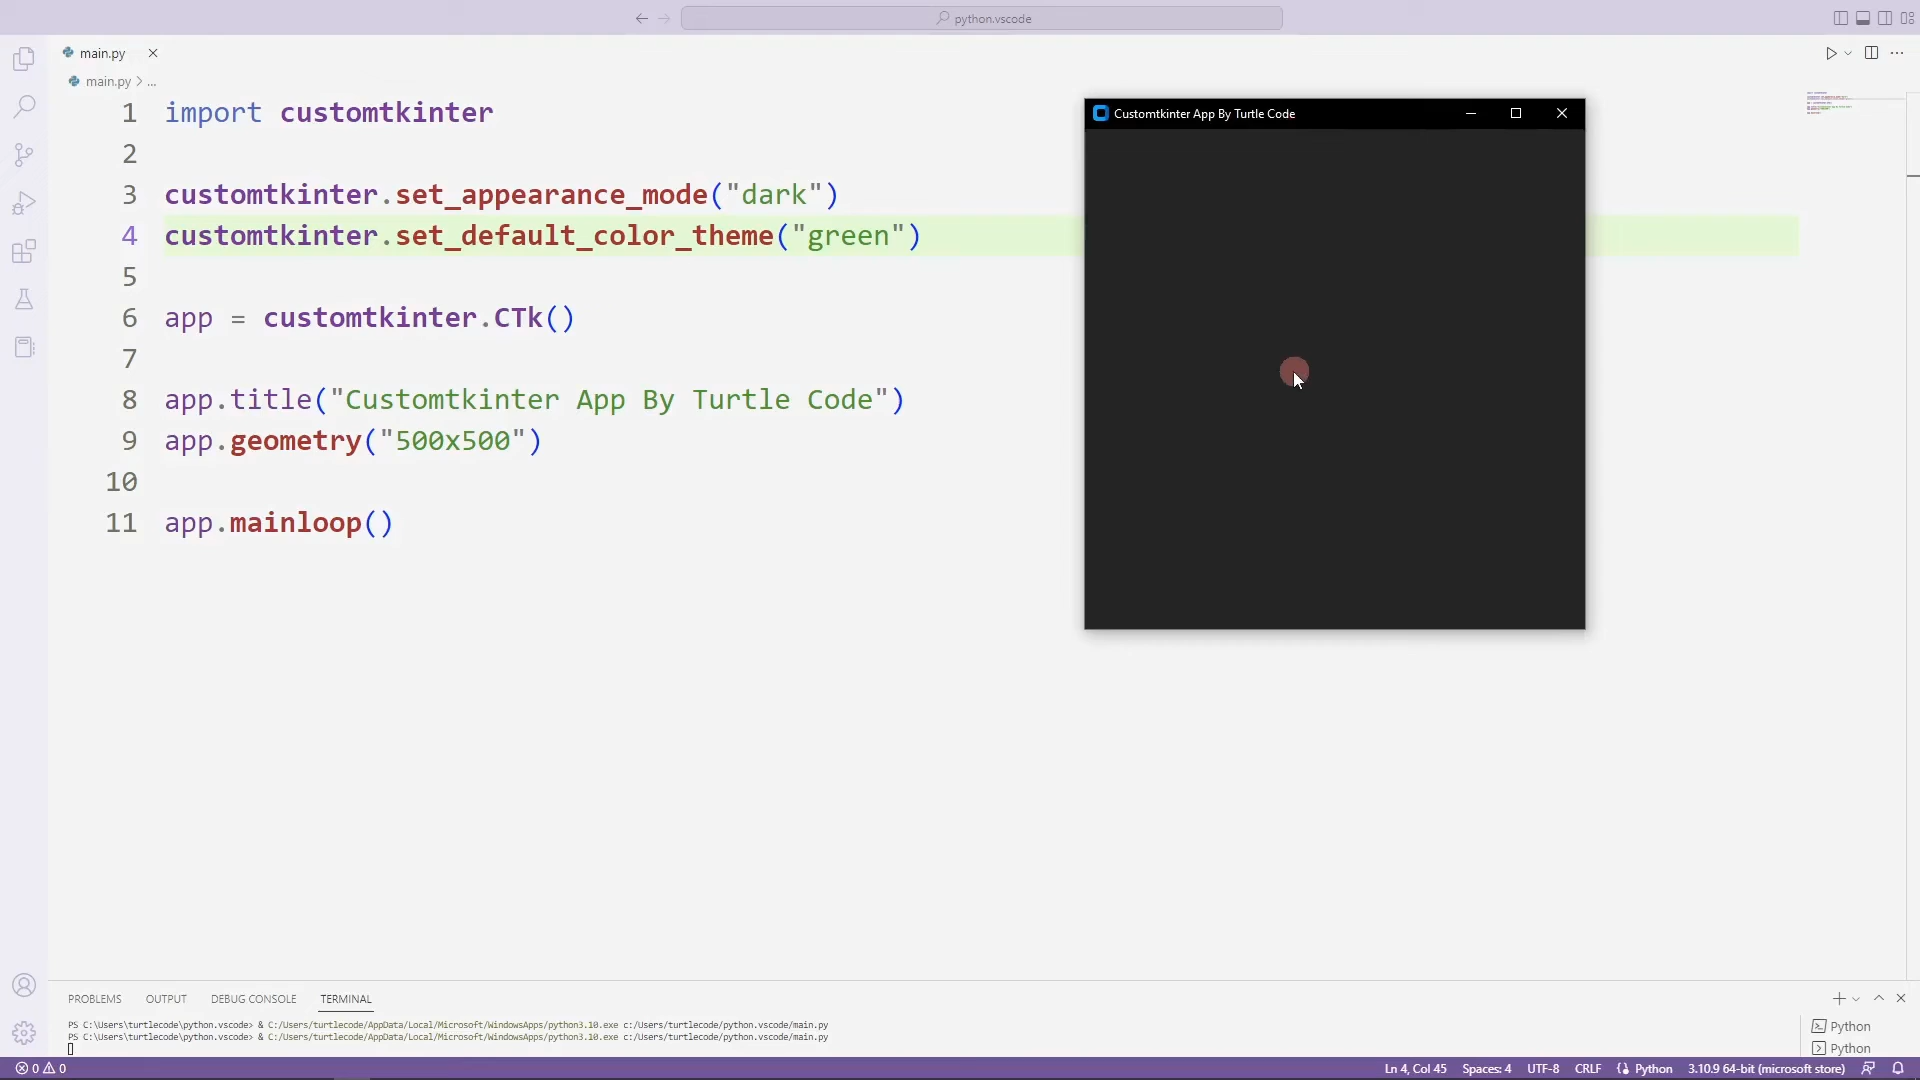 python.vscode
main.py
main.py > ...
1 import customtkinter
2
3 customtkinter.set_appearance_mode("dark")
4 customtkinter.set_default_color_theme("green")
5
6 app = customtkinter.CTk()
7
8 app.title("Customtkinter App By Turtle Code")
9 app.geometry("500x500")
10
11 app.mainloop()
Customtkinter App By Turtle Code
PROBLEMS OUTPUT DEBUG CONSOLE TERMINAL
PS C:\Users\turtlecode\python.vscode> & C:/Users/turtlecode/AppData/Local/Microsoft/WindowsApps/python3.10.exe c:/Users/turtlecode/python.vscode/main.py
PS C:\Users\turtlecode\python.vscode> & C:/Users/turtlecode/AppData/Local/Microsoft/WindowsApps/python3.10.exe c:/Users/turtlecode/python.vscode/main.py
Python
Python
0 0 Ln 4, Col 45 Spaces: 4 UTF-8 CRLF Python 3.10.9 64-bit (microsoft store)